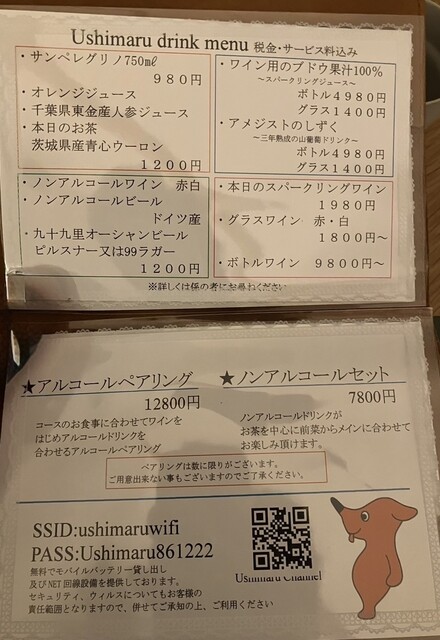 Ushimaru drink menu 税金・サービス料込み
・サンペレグリノ750㎖
980円
・オレンジジュース
・千葉県東金産人参ジュース
・本日のお茶
茨城県産青心ウーロン
1200円
・ワイン用のブドウ果汁100%
～スパークリングジュース～
ボトル4980円
グラス1400円
・アメジストのしずく
～三年熟成の山葡萄ドリンク～
ボトル4980円
グラス1400円
・ノンアルコールワイン 赤白
・ノンアルコールビール
ドイツ産
・九十九里オーシャンビール
ピルスナー又は99ラガー
1200円
・本日のスパークリングワイン
1980円
・グラスワイン 赤・白
1800円～
・ボトルワイン 9800円～
※詳しくは係の者にお尋ねください
★アルコールペアリング
12800円
コースのお食事に合わせてワインを
はじめアルコールドリンクを
合わせるアルコールペアリング
★ノンアルコールセット
7800円
ノンアルコールドリンクが
お茶を中心に前菜からメインに合わせて
お楽しみ頂けます。
ペアリングは数に限りがございます。
ご用意出来ない事もございますのでご了承ください。
SSID:ushimaruwifi
PASS:Ushimaru861222
無料でモバイルバッテリー貸し出し
及びNET回線設備を提供しております。
セキュリティ、ウィルスについてもお客様の
責任範囲となりますので、併せてご承知の上、ご利用ください
Ushimaru Channel